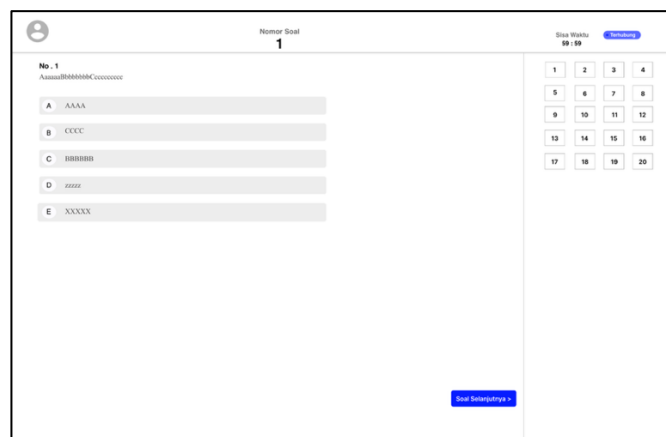 Nomor Soal
1
Sisa Waktu
59 : 59
Terhubung
No . 1
A AAAA
B CCCC
C BBBBBB
D zzzzz
E XXXXX
Soal Selanjutnya >
1 2 3 4
5 6 7 8
9 10 11 12
13 14 15 16
17 18 19 20